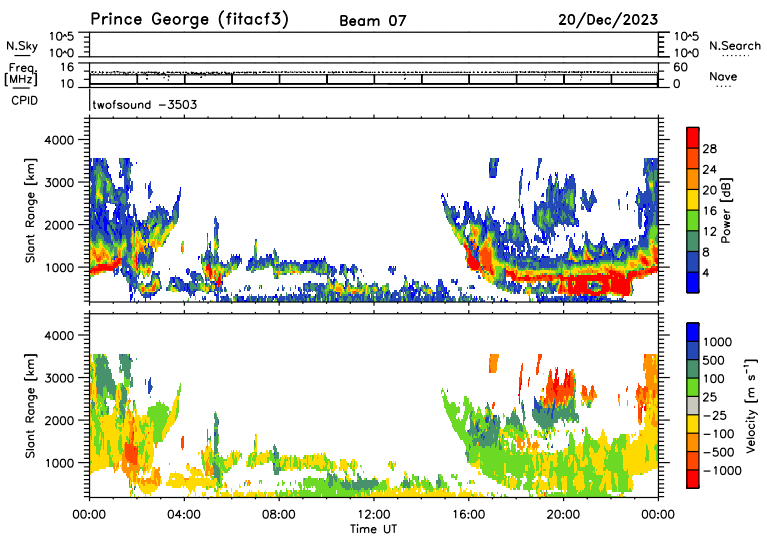 Prince George (fitacf3) Beam 07 20/Dec/2023
N.Sky 10^5 10^0 10^5 10^0 N.Search
Freq [MHz] 16 10 60 0 Nave
CPID twofsound -3503
Slant Range [km] 4000 3000 2000 1000
28 24 20 16 12 8 4 Power [dB]
Slant Range [km] 4000 3000 2000 1000
1000 500 100 25 -25 -100 -500 -1000 Velocity [m s⁻¹]
00:00 04:00 08:00 12:00 16:00 20:00 00:00
Time UT